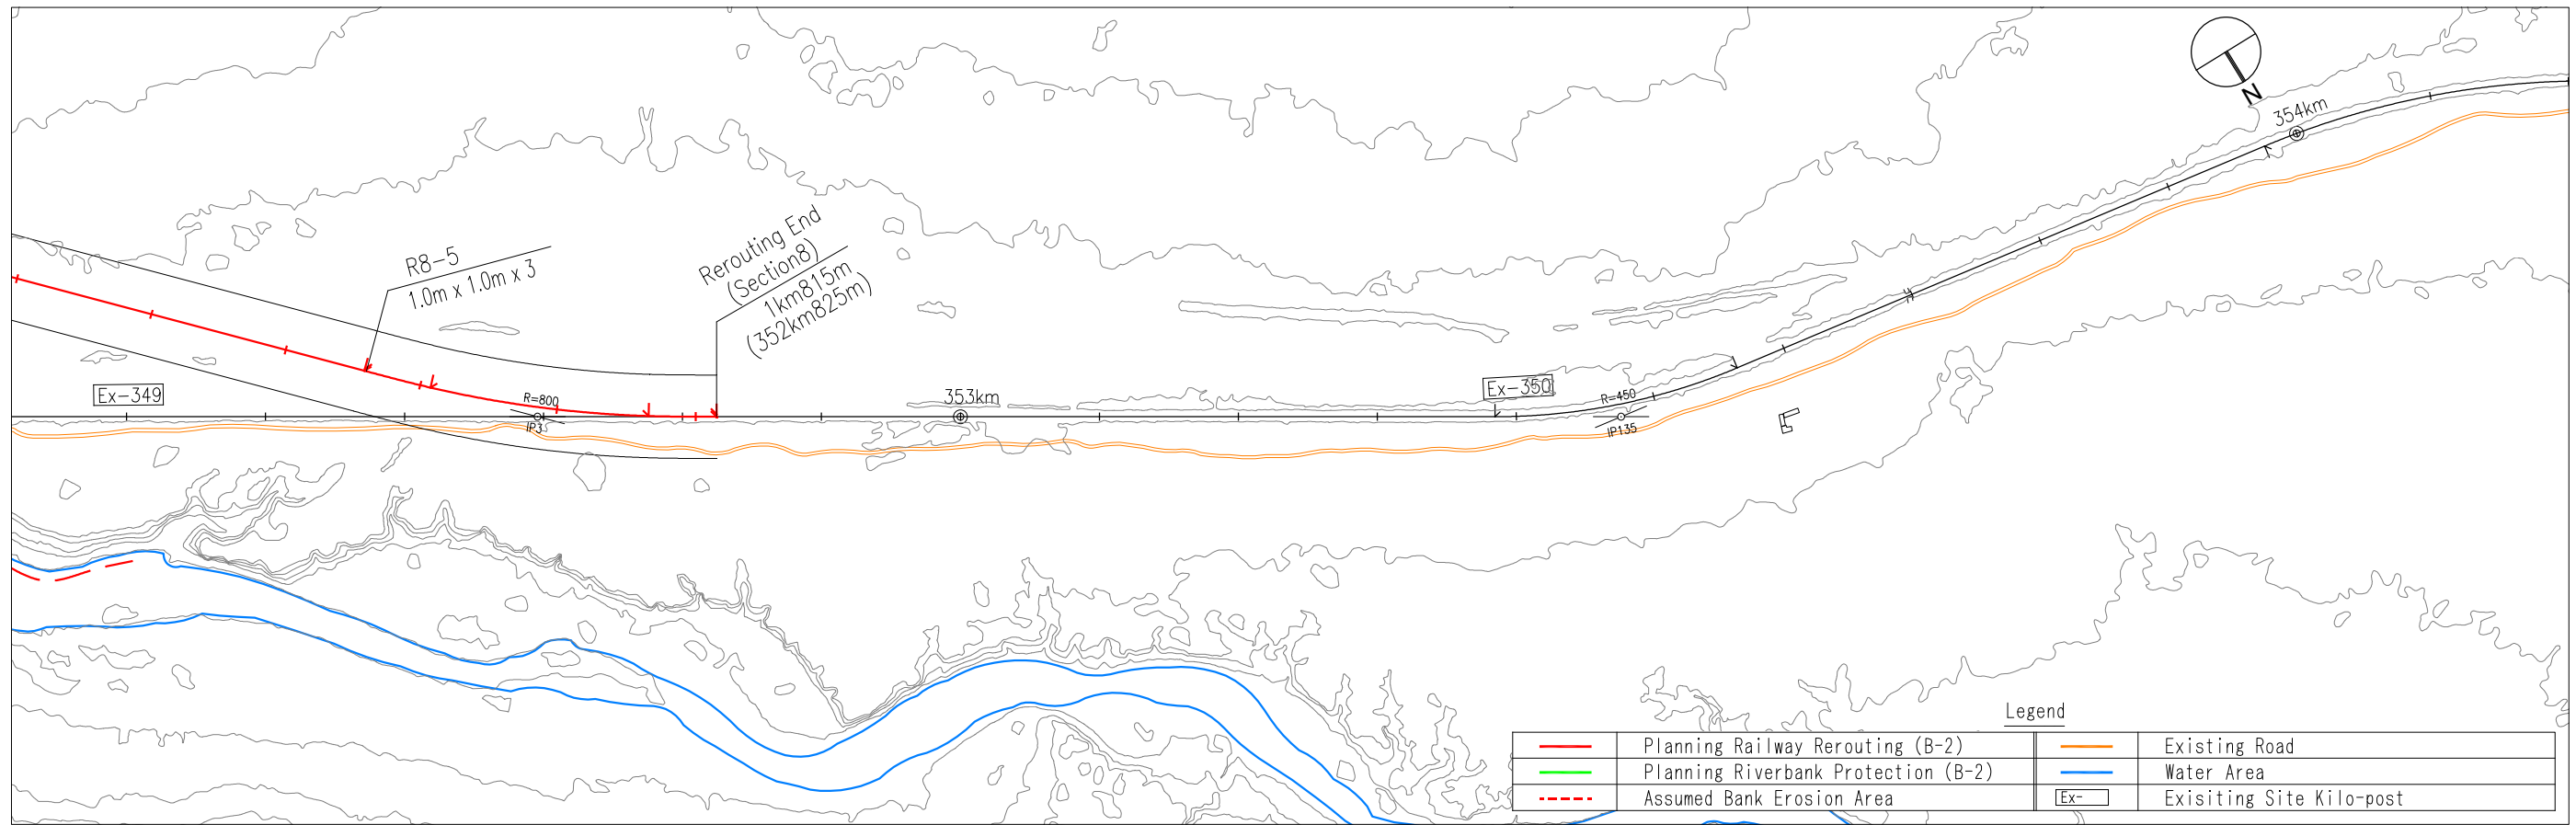 N
354km
R8-5
1.0m x 1.0m x 3
Rerouting End
(Section8)
1km815m
(352km825m)
Ex-349
R=800
IP3
353km
Ex-350
R=450
IP135
Legend
Planning Railway Rerouting (B-2)
Existing Road
Planning Riverbank Protection (B-2)
Water Area
Assumed Bank Erosion Area
Ex-
Exisiting Site Kilo-post